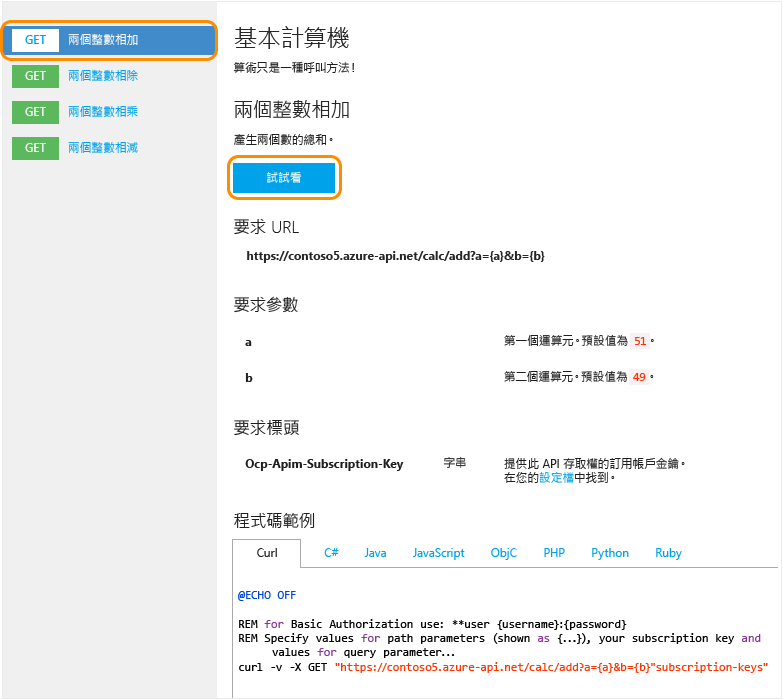 GET 兩個整數相加
GET 兩個整數相除
GET 兩個整數相乘
GET 兩個整數相減
基本計算機
算術只是一種呼叫方法！
兩個整數相加
產生兩個數的總和。
試試看
要求 URL
https://contoso5.azure-api.net/calc/add?a={a}&b={b}
要求參數
a 第一個運算元。預設值為 51。
b 第二個運算元。預設值為 49。
要求標頭
Ocp-Apim-Subscription-Key 字串 提供此 API 存取權的訂用帳戶金鑰。
在您的設定檔中找到。
程式碼範例
Curl C# Java JavaScript ObjC PHP Python Ruby
@ECHO OFF
REM for Basic Authorization use: **user {username}:{password}
REM Specify values for path parameters (shown as {...}), your subscription key and
values for query parameter...
curl -v -X GET "https://contoso5.azure-api.net/calc/add?a={a}&b={b}"subscription-keys"